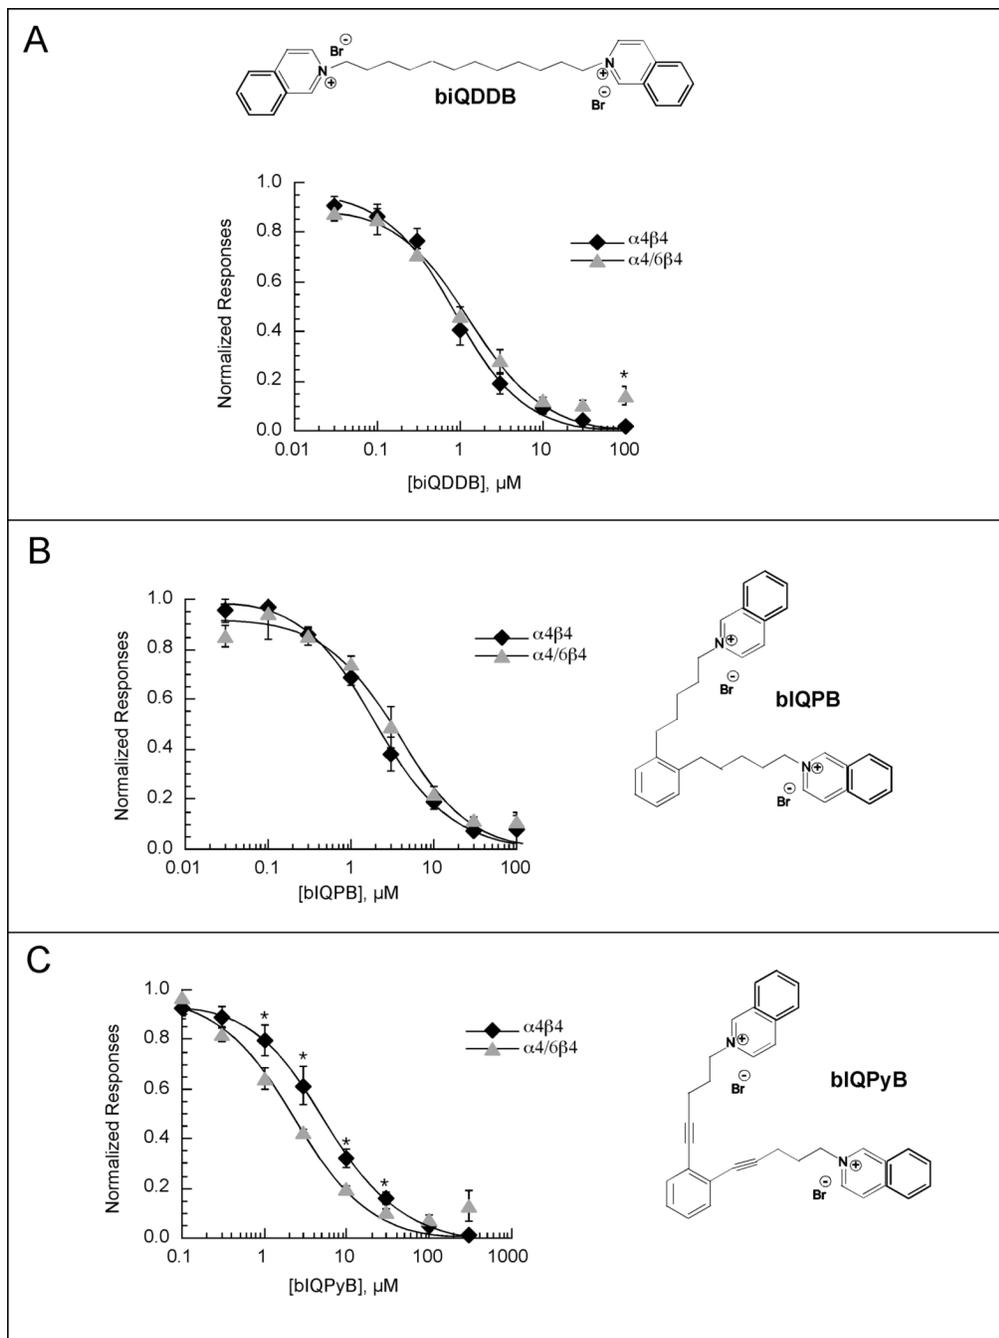 A
Br
⊖
N
⊕
N
⊕
⊖
Br
biQDDB
1.0
0.8
0.6
0.4
0.2
0.0
Normalized Responses
α4β4
α4/6β4
*
0.01 0.1 1 10 100
[biQDDB], µM
B
1.0
0.8
0.6
0.4
0.2
0.0
Normalized Responses
α4β4
α4/6β4
0.01 0.1 1 10 100
[bIQPB], µM
N
⊕
⊖
Br
bIQPB
N
⊕
⊖
Br
C
1.0
0.8
0.6
0.4
0.2
0.0
Normalized Responses
*
*
*
*
α4β4
α4/6β4
0.1 1 10 100 1000
[bIQPyB], µM
N
⊕
⊖
Br
bIQPyB
N
⊕
⊖
Br